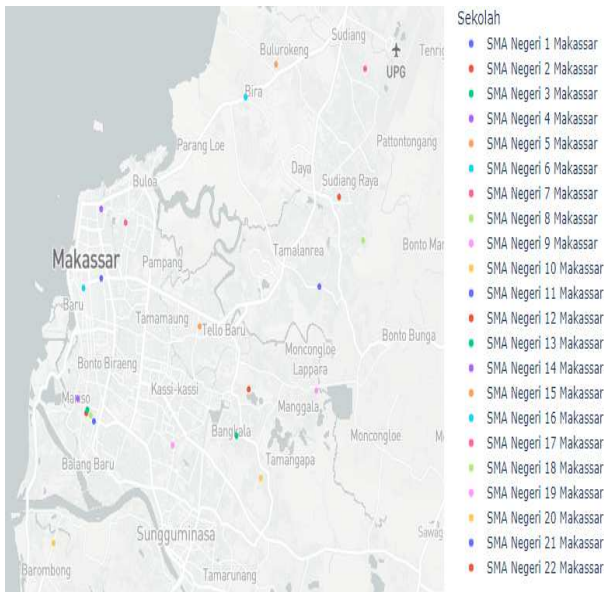 Sekolah
SMA Negeri 1 Makassar
SMA Negeri 2 Makassar
SMA Negeri 3 Makassar
SMA Negeri 4 Makassar
SMA Negeri 5 Makassar
SMA Negeri 6 Makassar
SMA Negeri 7 Makassar
SMA Negeri 8 Makassar
SMA Negeri 9 Makassar
SMA Negeri 10 Makassar
SMA Negeri 11 Makassar
SMA Negeri 12 Makassar
SMA Negeri 13 Makassar
SMA Negeri 14 Makassar
SMA Negeri 15 Makassar
SMA Negeri 16 Makassar
SMA Negeri 17 Makassar
SMA Negeri 18 Makassar
SMA Negeri 19 Makassar
SMA Negeri 20 Makassar
SMA Negeri 21 Makassar
SMA Negeri 22 Makassar
Sudiang
Bulurokeng
Tenrig
UPG
Bira
Parang Loe
Pattontongang
Daya
Buloa
Sudiang Raya
Tamalanrea
Bonto Mar
Makassar
Pampang
Baru
Tamamaung
Tello Baru
Bonto Bunga
Moncongloe
Lappara
Bonto Biraeng
Kassi-kassi
Manggala
Bangkala
Moncongloe
Balang Baru
Tamangapa
Sungguminasa
Sawag
Barombong
Tamarunang